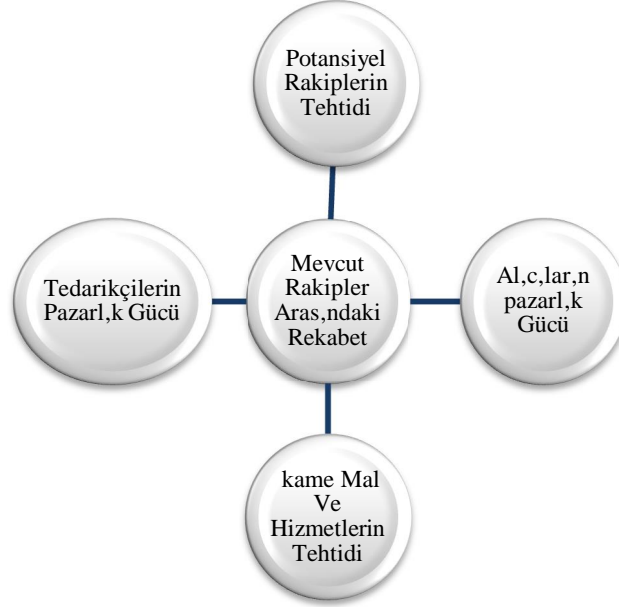 Potansiyel
Rakiplerin
Tehtidi
Tedarikçilerin
Pazarl,k Gücü
Mevcut
Rakipler
Aras,ndaki
Rekabet
Al,c,lar,n
pazarl,k
Gücü
kame Mal
Ve
Hizmetlerin
Tehtidi